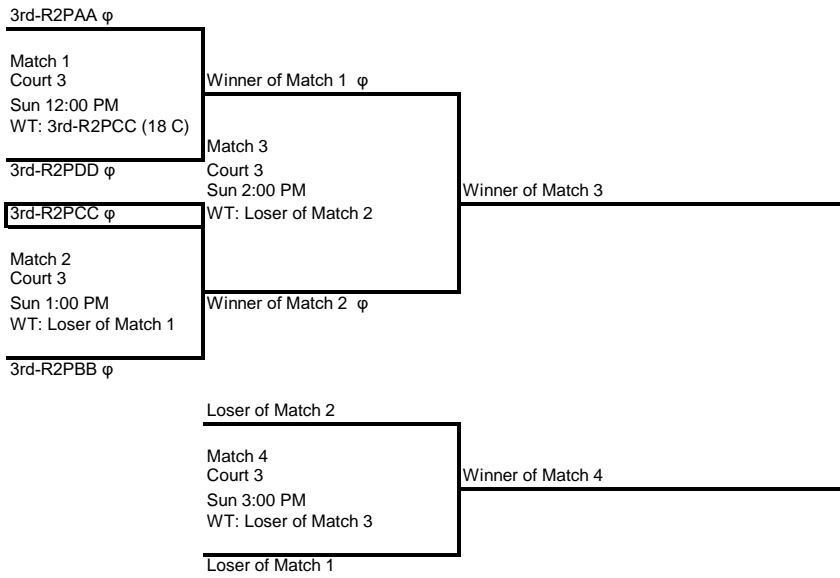 3rd-R2PAA φ
Match 1
Court 3
Sun 12:00 PM
WT: 3rd-R2PCC (18 C)
3rd-R2PDD φ
3rd-R2PCC φ
Match 2
Court 3
Sun 1:00 PM
WT: Loser of Match 1
3rd-R2PBB φ
Winner of Match 1 φ
Match 3
Court 3
Sun 2:00 PM
WT: Loser of Match 2
Winner of Match 2 φ
Winner of Match 3
Loser of Match 2
Match 4
Court 3
Sun 3:00 PM
WT: Loser of Match 3
Loser of Match 1
Winner of Match 4